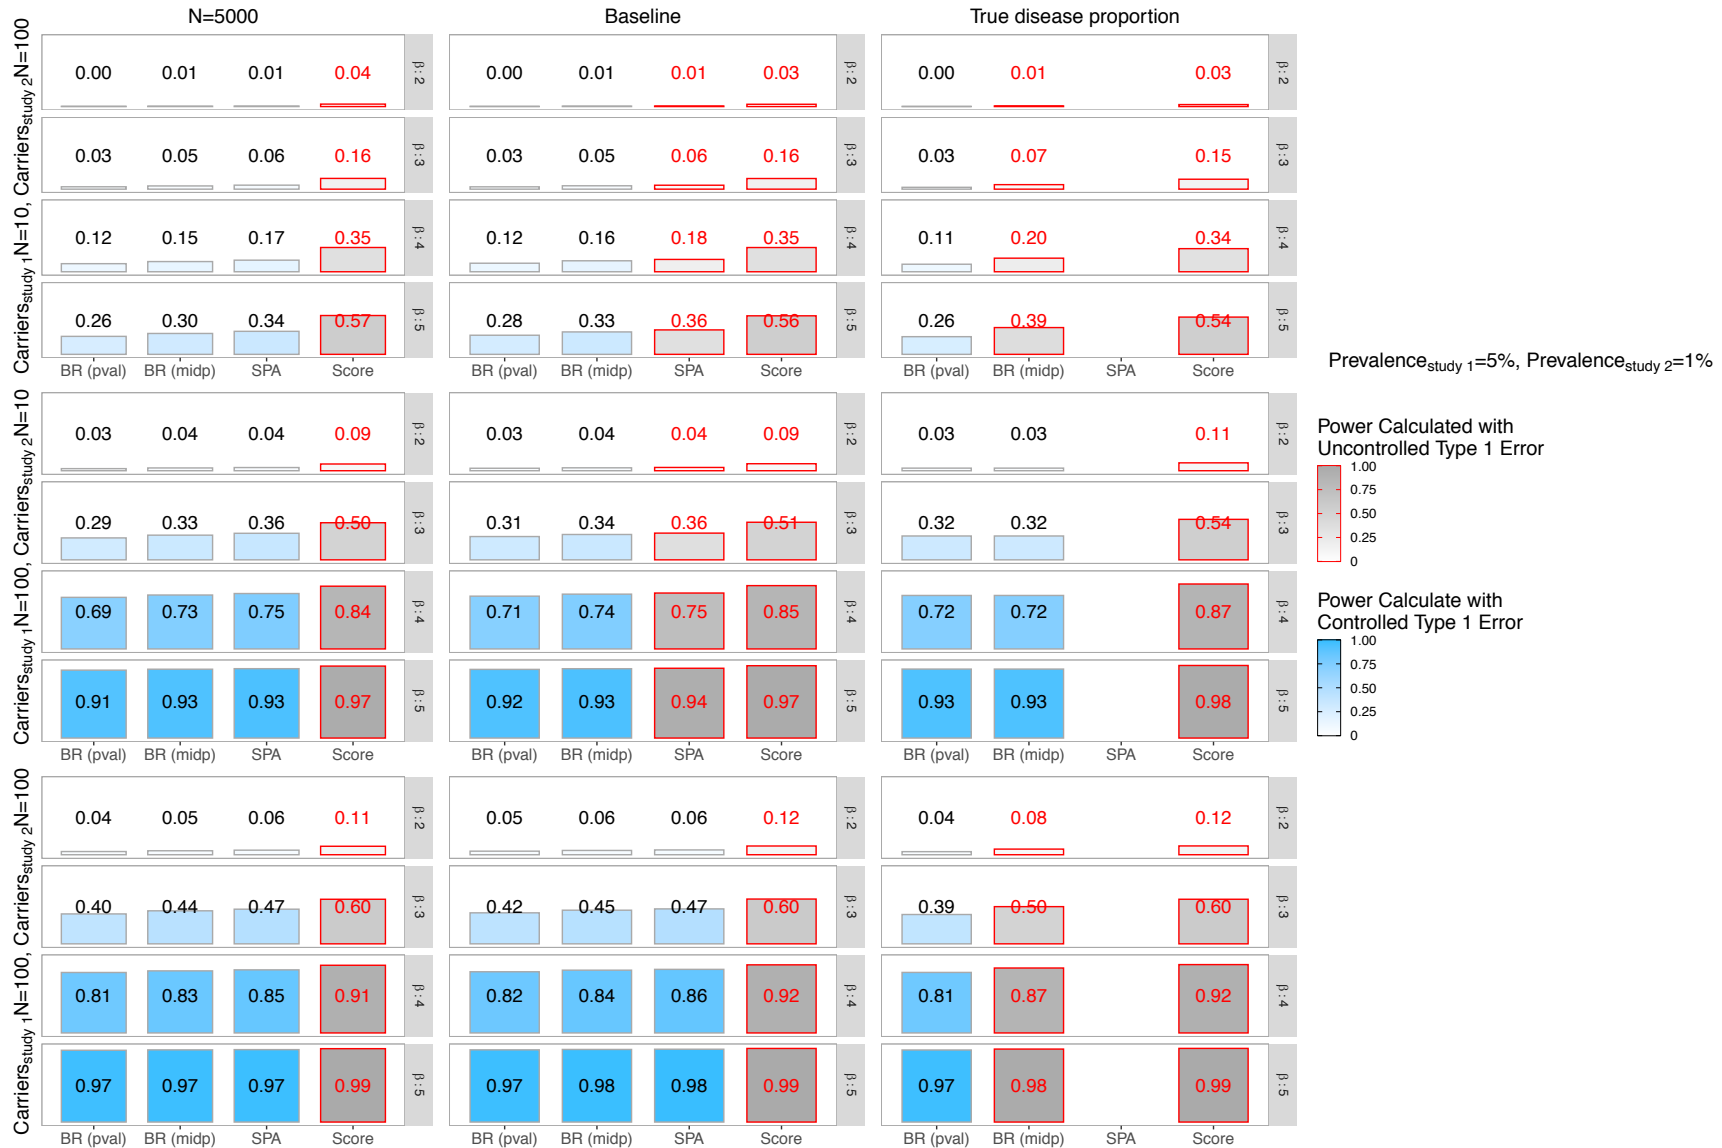 N=5000 Baseline True disease proportion
Carriers study 1 N=10, Carriers study 2 N=100
0.00 0.01 0.01 0.04 β:2 0.00 0.01 0.01 0.03 β:2 0.00 0.01 0.03 β:2
0.03 0.05 0.06 0.16 β:3 0.03 0.05 0.06 0.16 β:3 0.03 0.07 0.15 β:3
0.12 0.15 0.17 0.35 β:4 0.12 0.16 0.18 0.35 β:4 0.11 0.20 0.34 β:4
0.26 0.30 0.34 0.57 β:5 0.28 0.33 0.36 0.56 β:5 0.26 0.39 0.54 β:5
BR (pval) BR (midp) SPA Score BR (pval) BR (midp) SPA Score BR (pval) BR (midp) SPA Score
Carriers study 1 N=100, Carriers study 2 N=10
0.03 0.04 0.04 0.09 β:2 0.03 0.04 0.04 0.09 β:2 0.03 0.03 0.11 β:2
0.29 0.33 0.36 0.50 β:3 0.31 0.34 0.36 0.51 β:3 0.32 0.32 0.54 β:3
0.69 0.73 0.75 0.84 β:4 0.71 0.74 0.75 0.85 β:4 0.72 0.72 0.87 β:4
0.91 0.93 0.93 0.97 β:5 0.92 0.93 0.94 0.97 β:5 0.93 0.93 0.98 β:5
BR (pval) BR (midp) SPA Score BR (pval) BR (midp) SPA Score BR (pval) BR (midp) SPA Score
Carriers study 1 N=100, Carriers study 2 N=100
0.04 0.05 0.06 0.11 β:2 0.05 0.06 0.06 0.12 β:2 0.04 0.08 0.12 β:2
0.40 0.44 0.47 0.60 β:3 0.42 0.45 0.47 0.60 β:3 0.39 0.50 0.60 β:3
0.81 0.83 0.85 0.91 β:4 0.82 0.84 0.86 0.92 β:4 0.81 0.87 0.92 β:4
0.97 0.97 0.97 0.99 β:5 0.97 0.98 0.98 0.99 β:5 0.97 0.98 0.99 β:5
BR (pval) BR (midp) SPA Score BR (pval) BR (midp) SPA Score BR (pval) BR (midp) SPA Score
Prevalence study 1=5%, Prevalence study 2=1%
Power Calculated with
Uncontrolled Type 1 Error
1.00
0.75
0.50
0.25
0
Power Calculate with
Controlled Type 1 Error
1.00
0.75
0.50
0.25
0